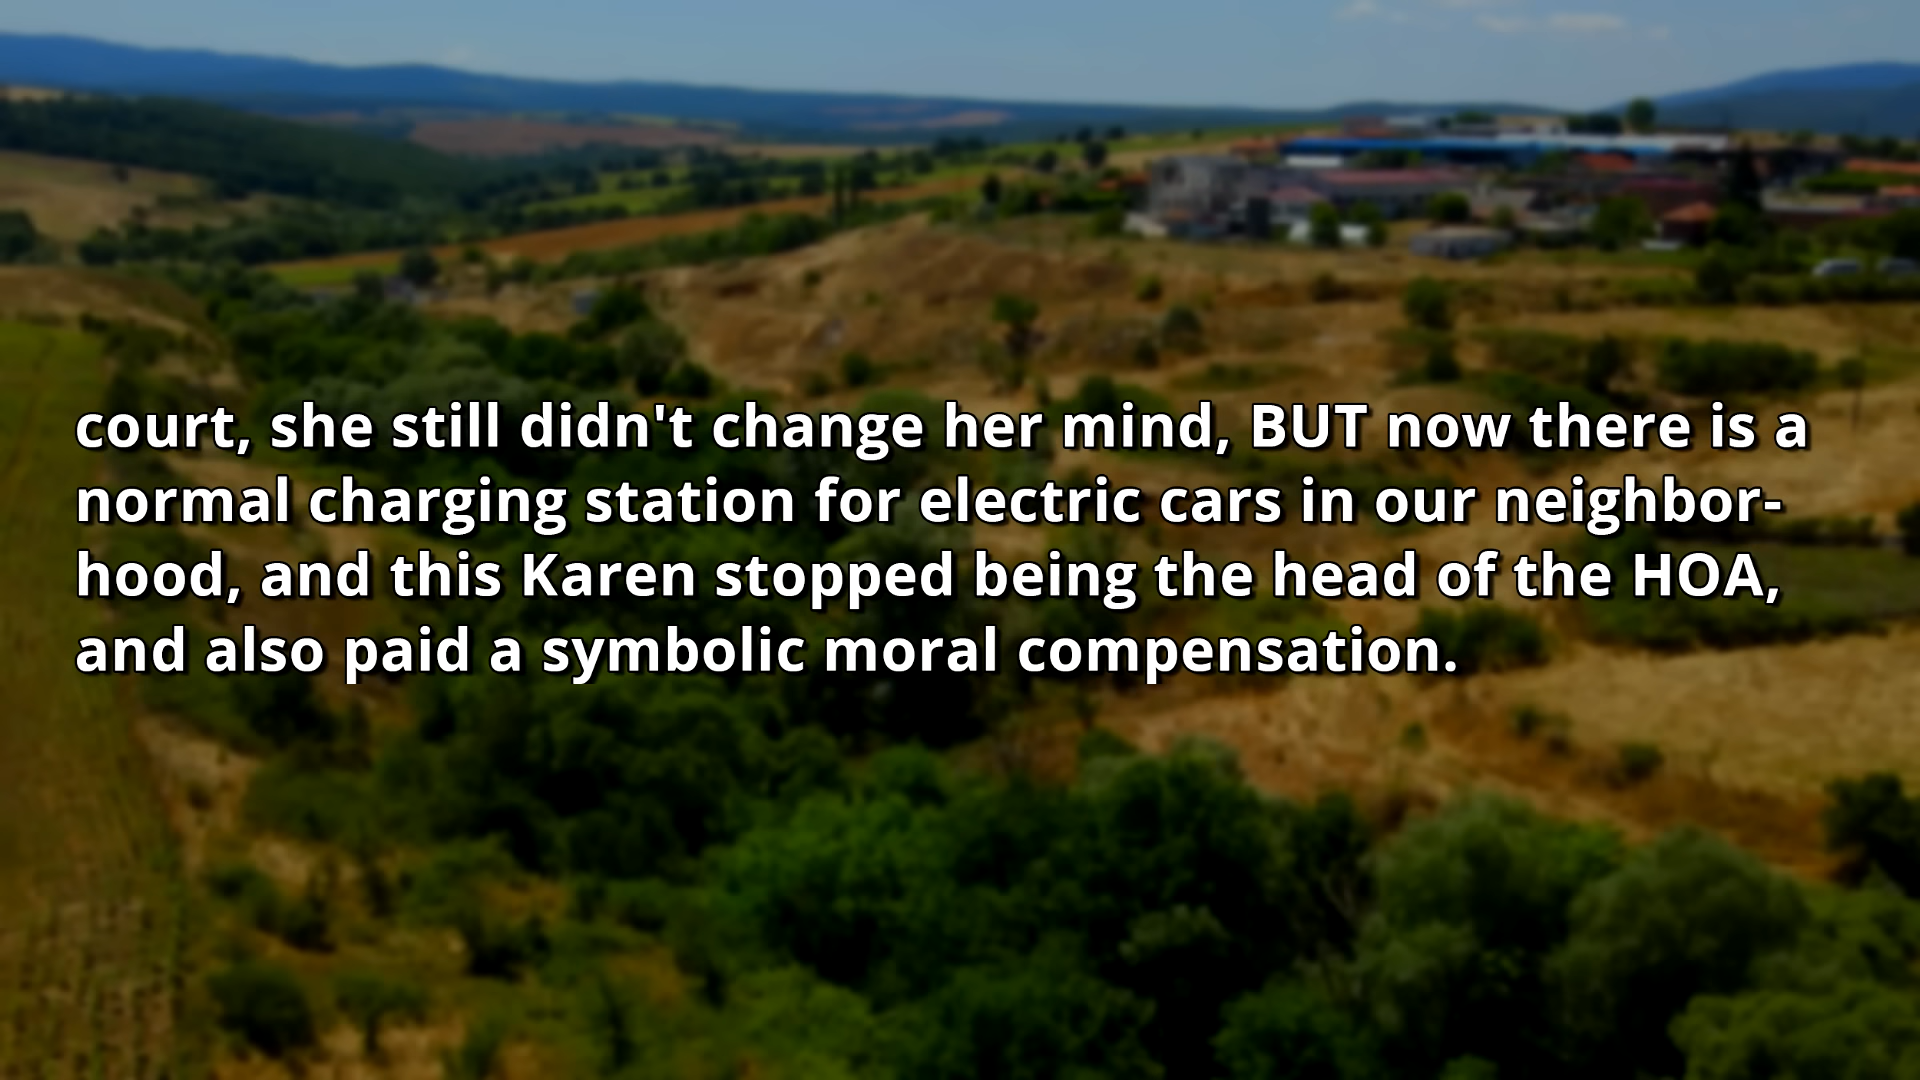 court, she still didn't change her mind, BUT now there is a
normal charging station for electric cars in our neighbor-
hood, and this Karen stopped being the head of the HOA,
and also paid a symbolic moral compensation.